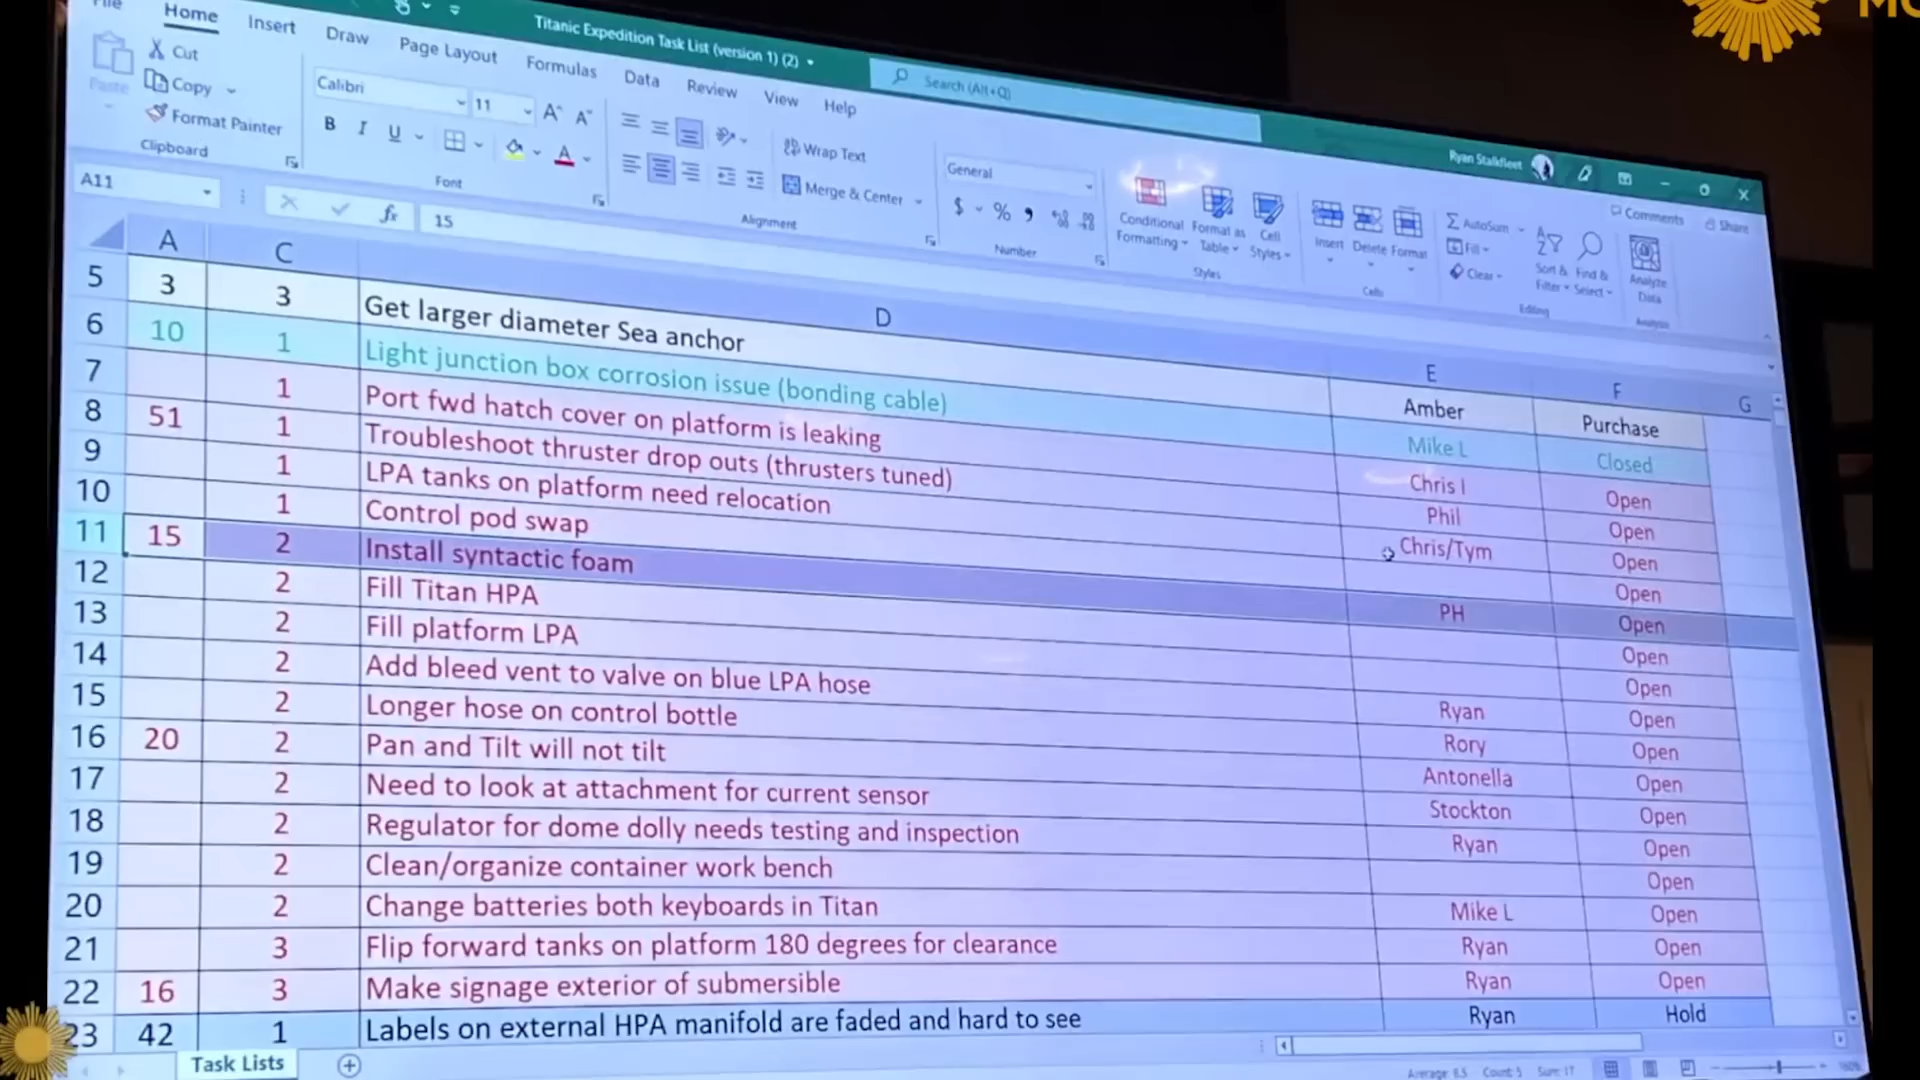 File
Home
Insert
Draw
Page Layout
Formulas
Data
Review
View
Help
Titanic Expedition Task List (version 1) (2)
Search (Alt+Q)
Ryan Stalkfleet
Comments
Share
Paste
Cut
Copy
Format Painter
Clipboard
Calibri
11
B I U
Font
Wrap Text
Merge & Center
Alignment
General
$ % ,
Number
Conditional Formatting
Format as Table
Cell Styles
Styles
Insert
Delete
Format
Cells
AutoSum
Fill
Clear
Sort & Filter
Find & Select
Editing
Analyze Data
Analysis
A11
fx
15
A C D E F G
5 3 3 Get larger diameter Sea anchor Amber Purchase
6 10 1 Light junction box corrosion issue (bonding cable) Mike L Closed
7 1 Port fwd hatch cover on platform is leaking Chris I Open
8 51 1 Troubleshoot thruster drop outs (thrusters tuned) Phil Open
9 1 LPA tanks on platform need relocation Chris/Tym Open
10 1 Control pod swap Open
11 15 2 Install syntactic foam PH Open
12 2 Fill Titan HPA Open
13 2 Fill platform LPA Open
14 2 Add bleed vent to valve on blue LPA hose Ryan Open
15 2 Longer hose on control bottle Rory Open
16 20 2 Pan and Tilt will not tilt Antonella Open
17 2 Need to look at attachment for current sensor Stockton Open
18 2 Regulator for dome dolly needs testing and inspection Ryan Open
19 2 Clean/organize container work bench Open
20 2 Change batteries both keyboards in Titan Mike L Open
21 3 Flip forward tanks on platform 180 degrees for clearance Ryan Open
22 16 3 Make signage exterior of submersible Ryan Open
23 42 1 Labels on external HPA manifold are faded and hard to see Ryan Hold
Task Lists
Average: 8.5 Count: 5 Sum: 17